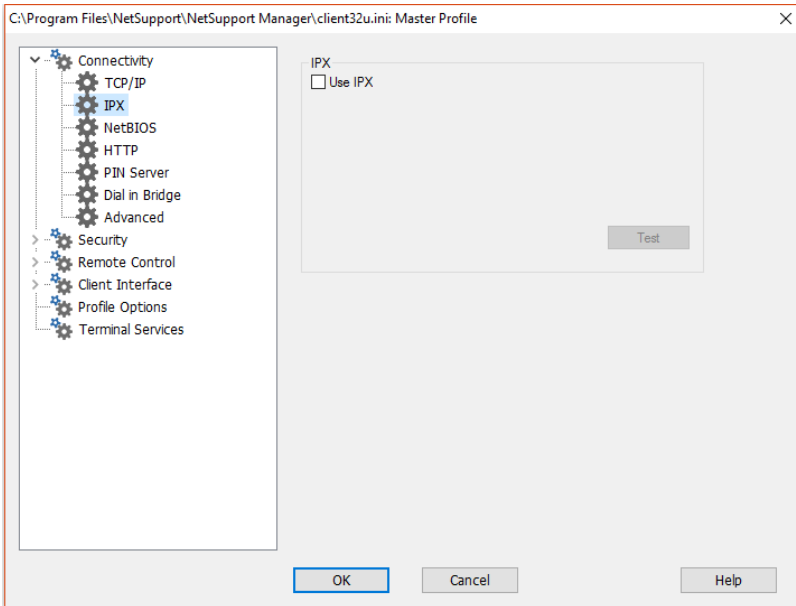 C:\Program Files\NetSupport\NetSupport Manager\client32u.ini: Master Profile
Connectivity
TCP/IP
IPX
NetBIOS
HTTP
PIN Server
Dial in Bridge
Advanced
Security
Remote Control
Client Interface
Profile Options
Terminal Services
IPX
Use IPX
Test
OK
Cancel
Help